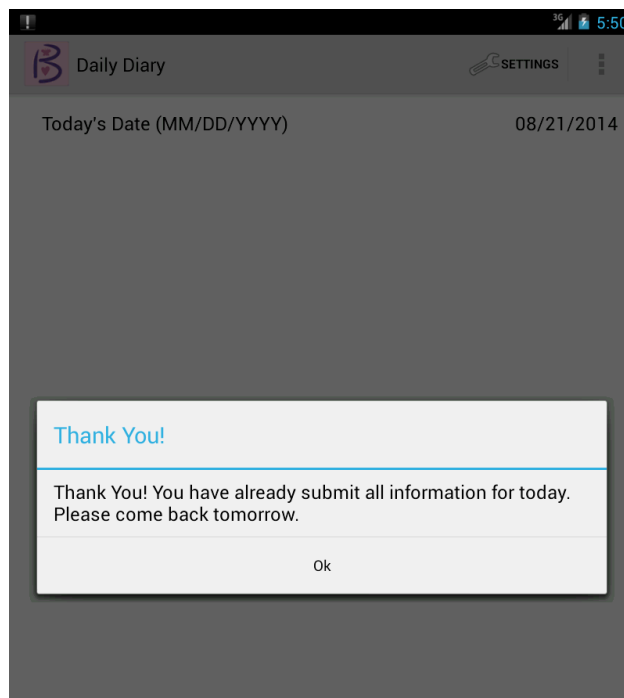 3G 5:50
Daily Diary SETTINGS
Today's Date (MM/DD/YYYY) 08/21/2014
Thank You!
Thank You! You have already submit all information for today.
Please come back tomorrow.
Ok